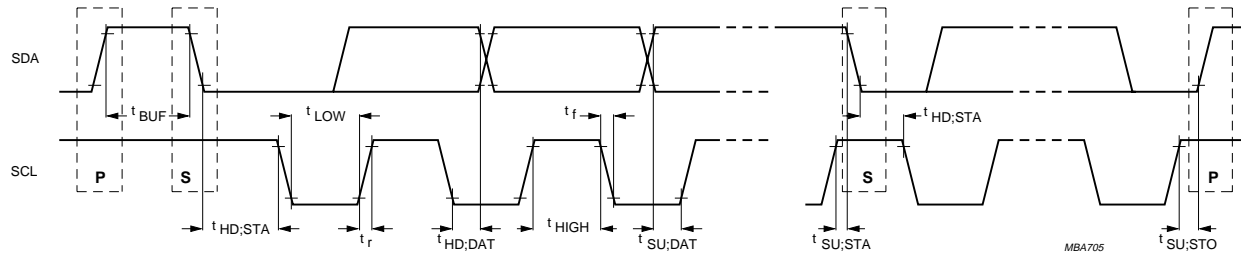 SDA
t BUF
t LOW
t f
t HD;STA
SCL
P
S
S
P
t HD;STA
t r
t HD;DAT
t HIGH
t SU;DAT
t SU;STA
MBA705
t SU;STO